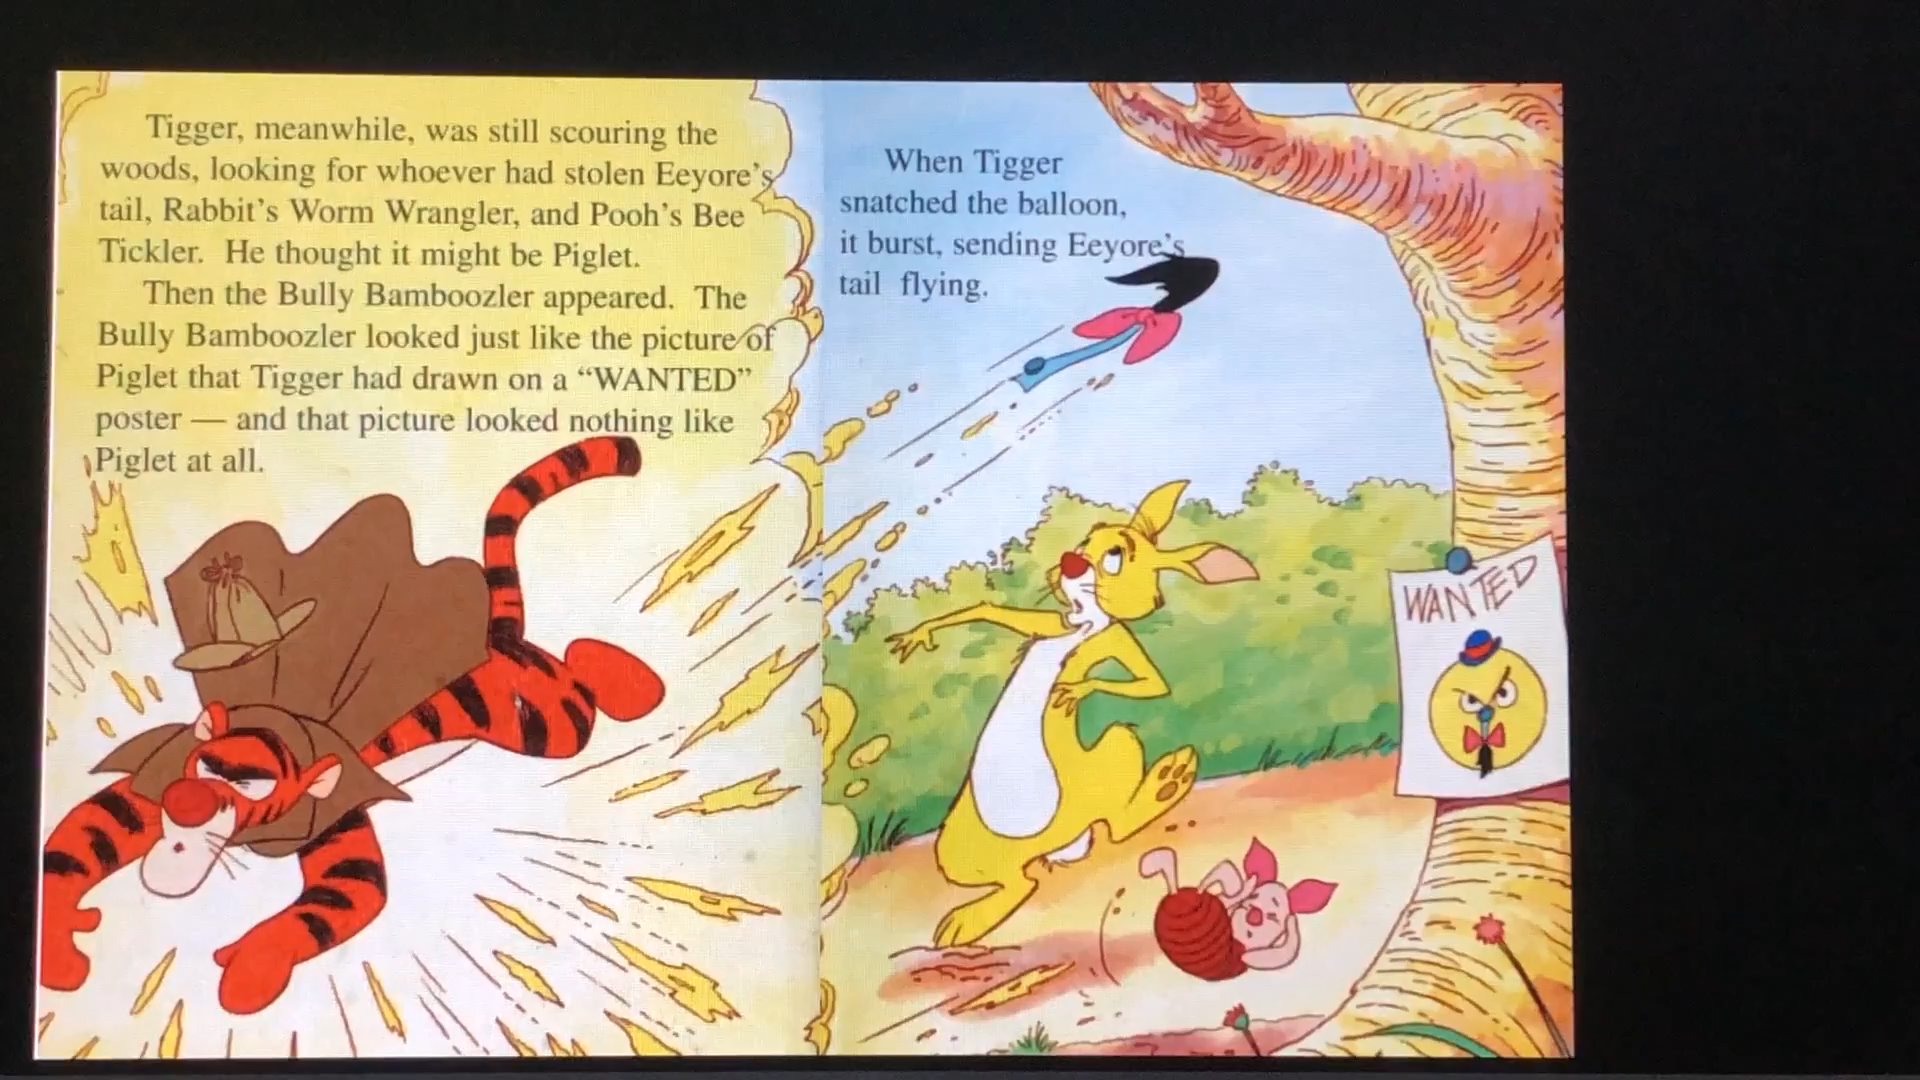 Tigger, meanwhile, was still scouring the
woods, looking for whoever had stolen Eeyore's
tail, Rabbit's Worm Wrangler, and Pooh's Bee
Tickler. He thought it might be Piglet.
Then the Bully Bamboozler appeared. The
Bully Bamboozler looked just like the picture of
Piglet that Tigger had drawn on a “WANTED”
poster — and that picture looked nothing like
Piglet at all.
When Tigger
snatched the balloon,
it burst, sending Eeyore's
tail flying.
WANTED